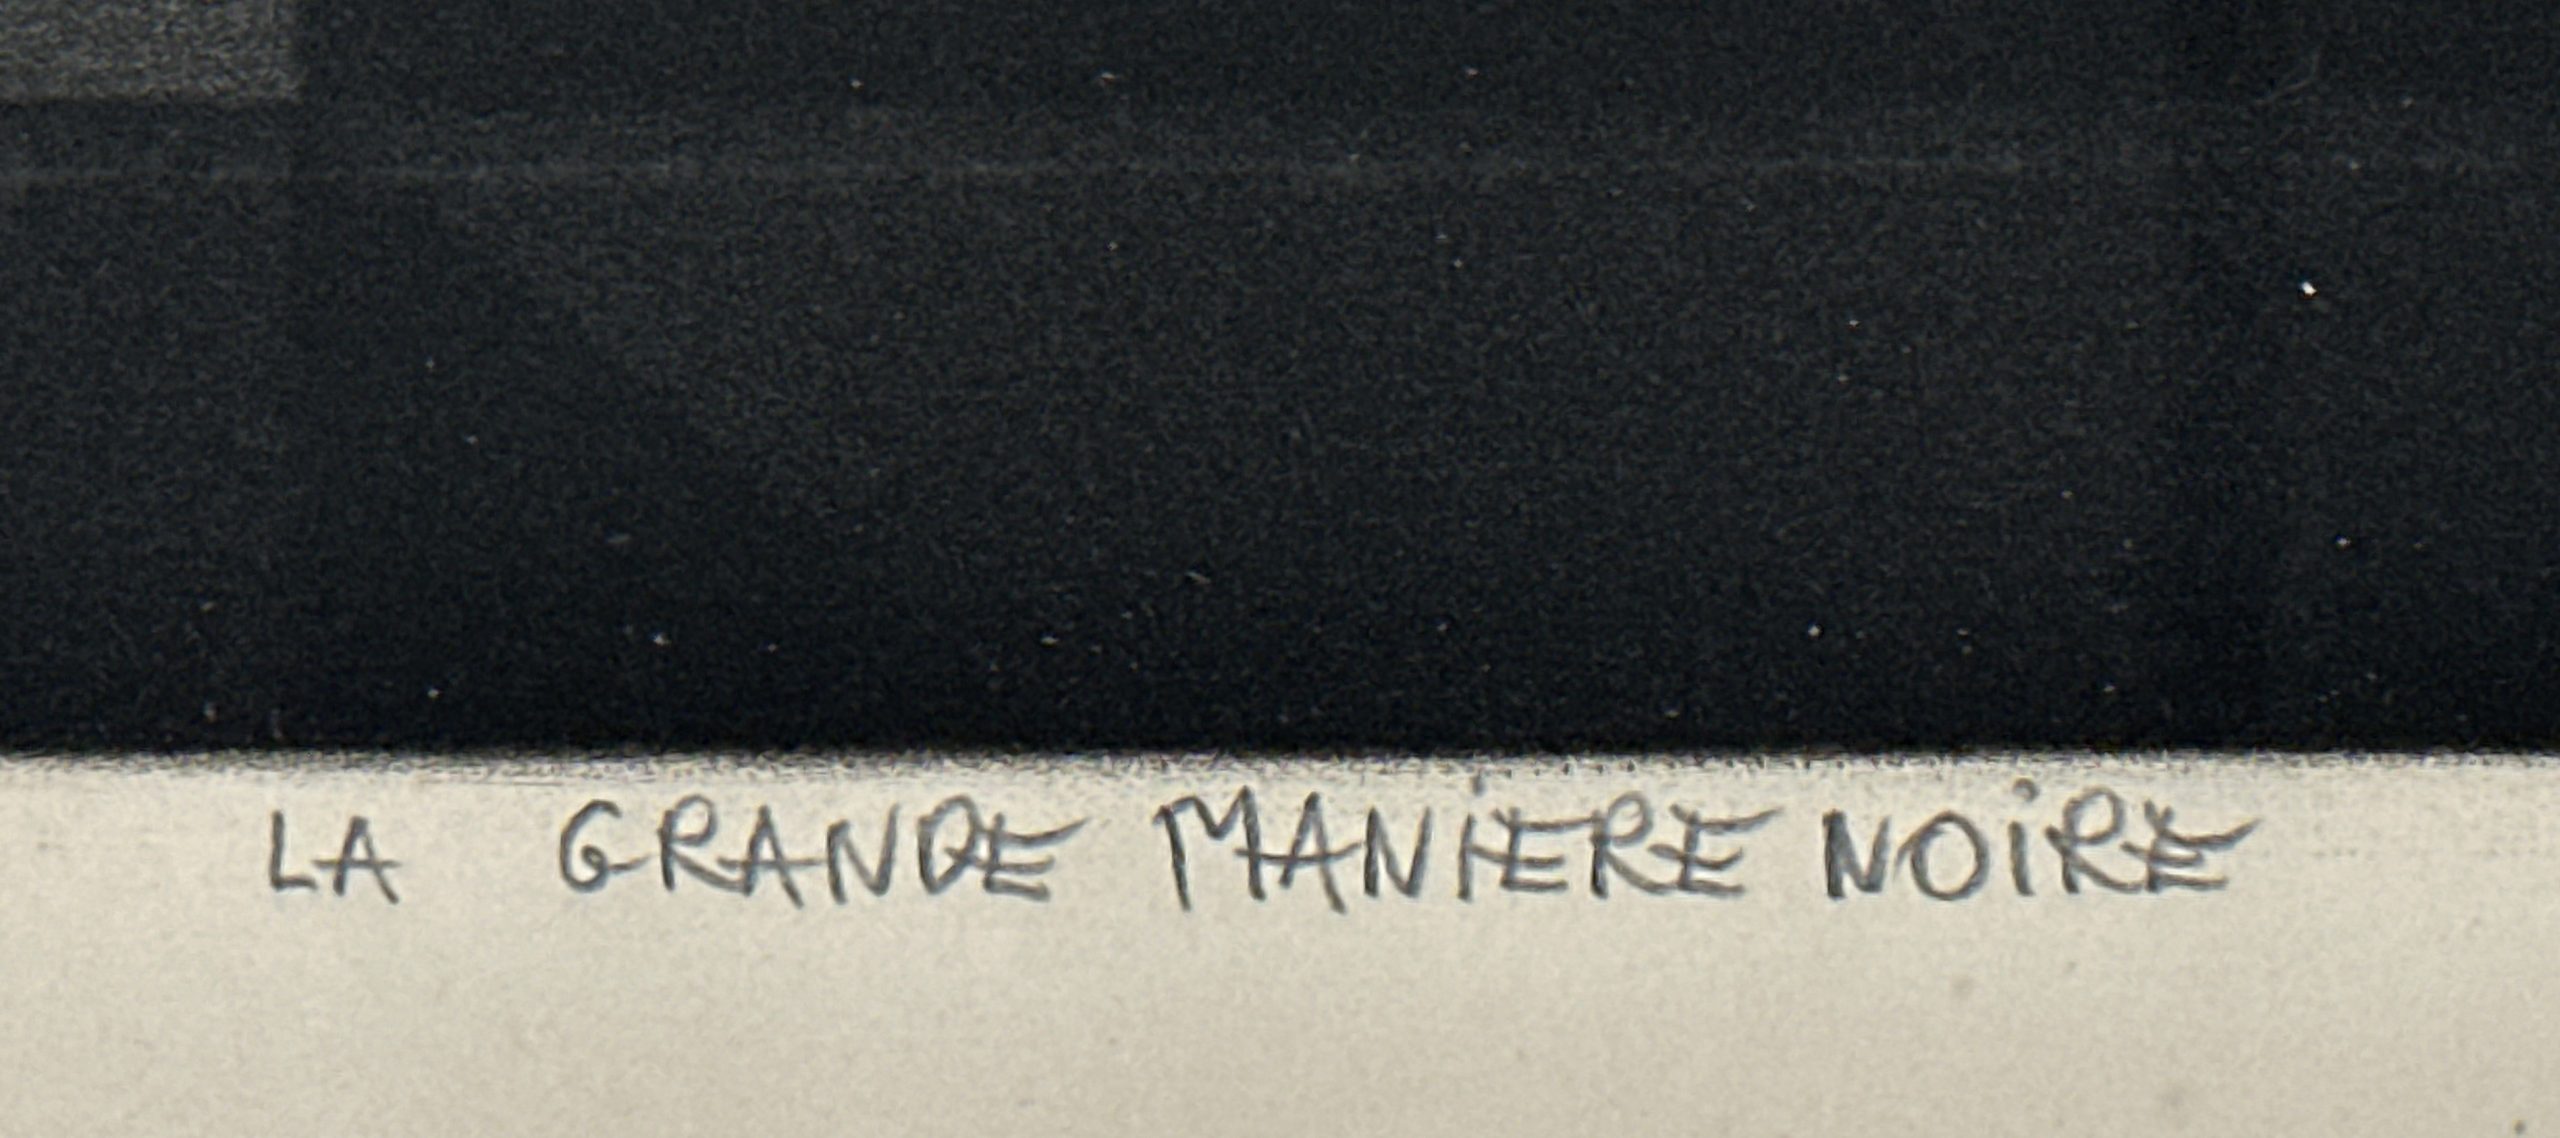 LA GRANDE MANiERE NOiRE